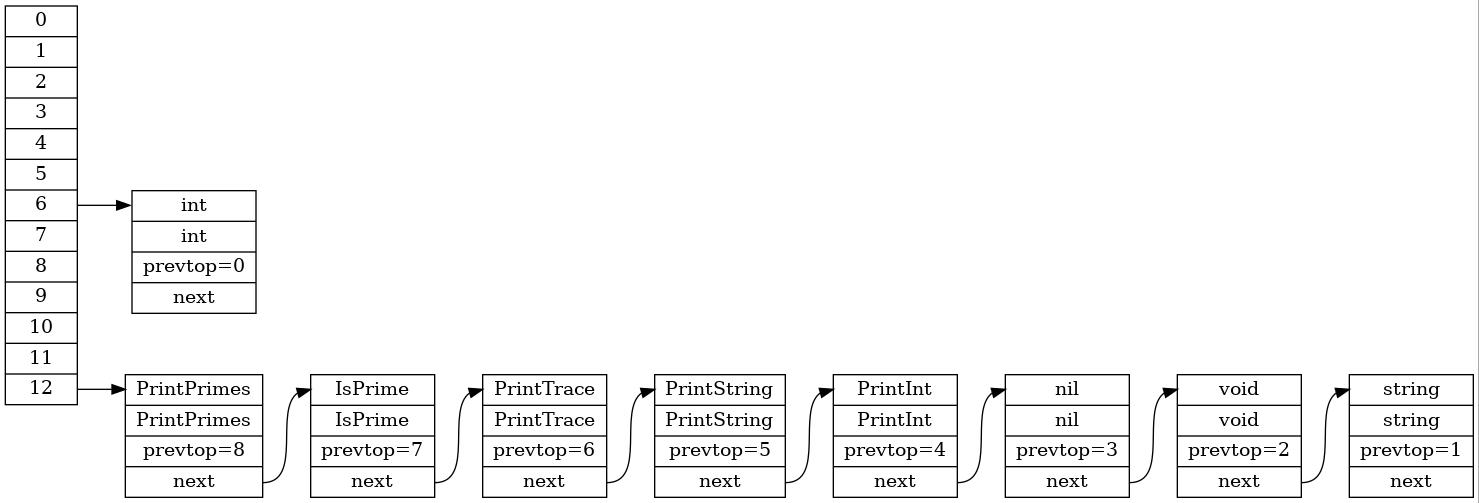 0
1
2
3
4
5
6
7
8
9
10
11
12
int
int
prevtop=0
next
PrintPrimes
PrintPrimes
prevtop=8
next
IsPrime
IsPrime
prevtop=7
next
PrintTrace
PrintTrace
prevtop=6
next
PrintString
PrintString
prevtop=5
next
PrintInt
PrintInt
prevtop=4
next
nil
nil
prevtop=3
next
void
void
prevtop=2
next
string
string
prevtop=1
next